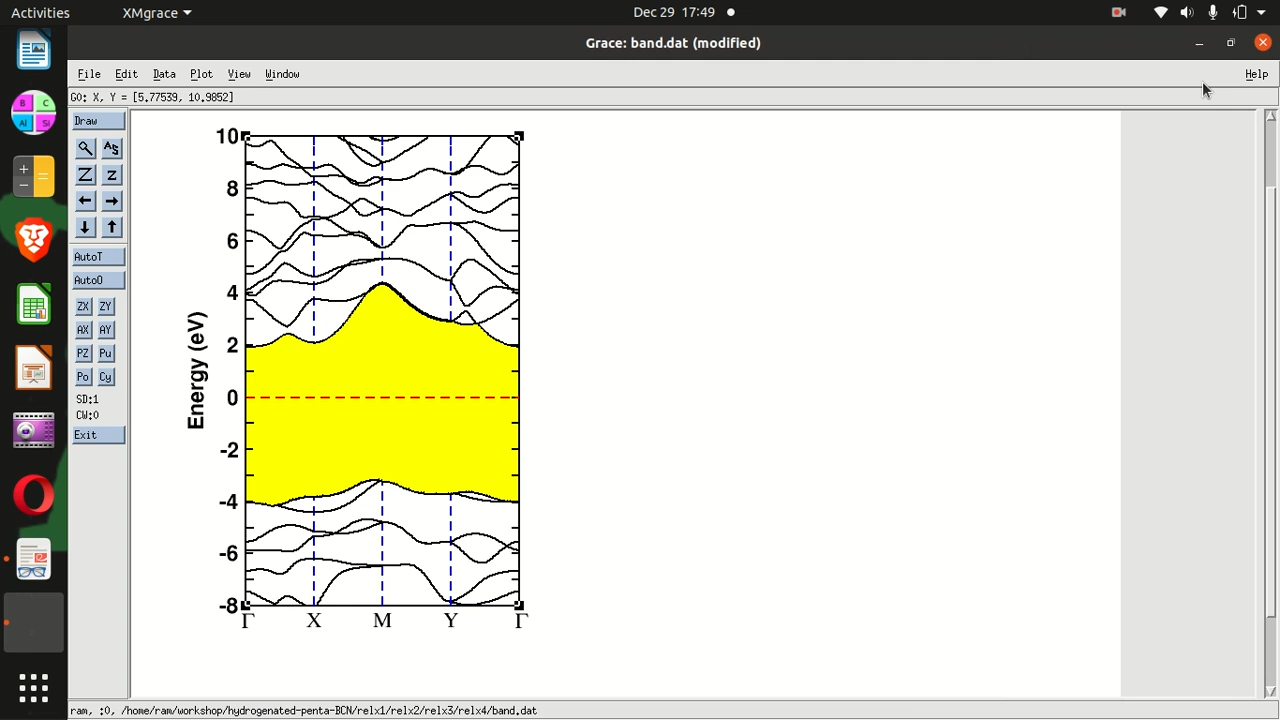 Activities
XMgrace
Dec 29 17:49
Grace: band.dat (modified)
File Edit Data Plot View Window Help
G0: X, Y = [5.77539, 10.9852]
Draw
AS
Z z
AutoT
AutoO
ZX ZY
AX AY
PZ Pu
Po Cy
SD:1
CW:0
Exit
B C
Al Si
10
8
6
4
2
0
-2
-4
-6
-8
Energy (eV)
Γ X M Y Γ
ram, :0, /home/ram/workshop/hydrogenated-penta-BCN/relx1/relx2/relx3/relx4/band.dat